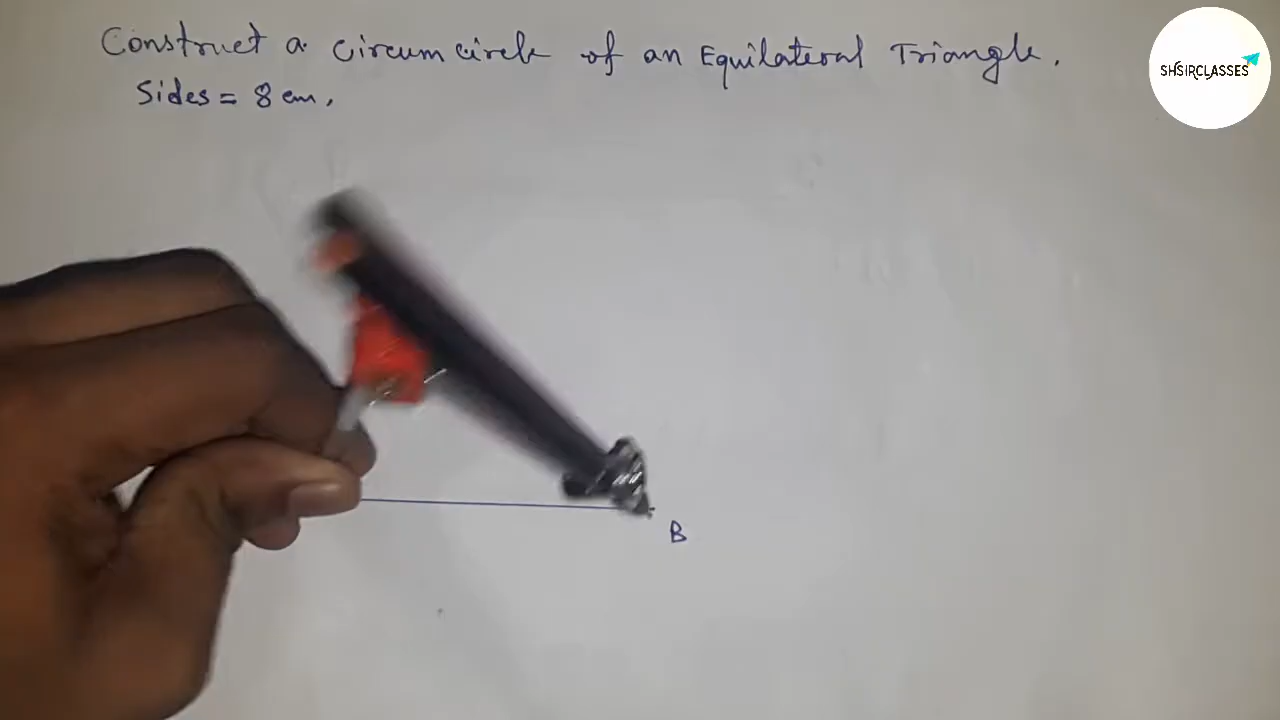 Construct a circumcircle of an Equilateral Triangle.
Sides = 8 cm.
SHSIRCLASSES
B